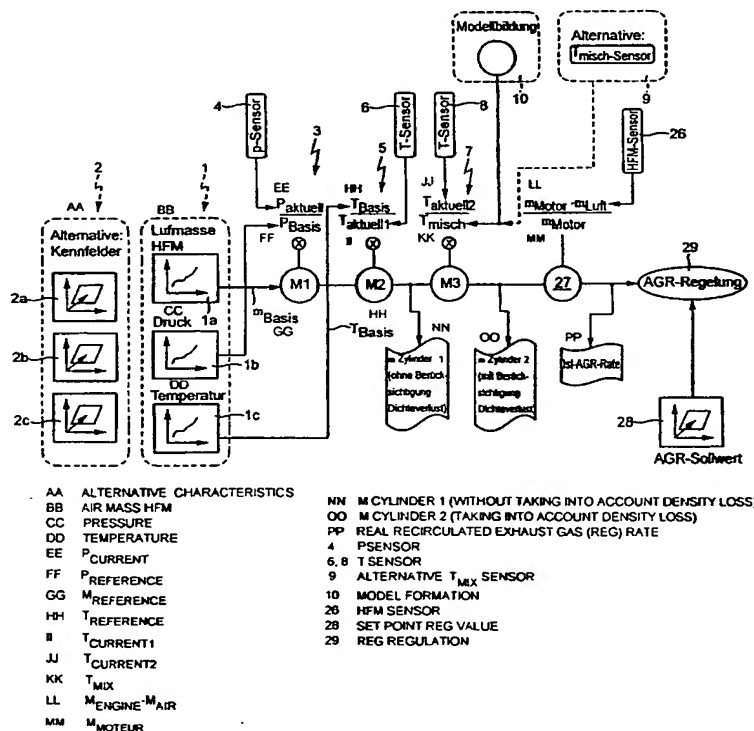 Modellbildung
10
Alternative:
Tmisch-Sensor
9
4
p-Sensor
6
T-Sensor
8
T-Sensor
HFM-Sensor
26
3
5
7
2
1
AA
BB
EE
Paktuell
PBasis
FF
HH
TBasis
Taktuell1
II
JJ
Taktuell2
Tmisch
KK
LL
mMotor -mLuft
mMotor
MM
Alternative:
Kennfelder
2a
2b
2c
Lufmasse
HFM
1a
CC
Druck
1b
DD
Temperatur
1c
mBasis
GG
M1
M2
M3
27
29
AGR-Regelung
HH
TBasis
NN
m Zylinder 1
(ohne Berück-
sichtigung
Dichteverlust)
OO
m Zylinder 2
(mit Berück-
sichtigung
Dichteverlust)
PP
Ist-AGR-Rate
28
AGR-Sollwert
AA ALTERNATIVE CHARACTERISTICS
BB AIR MASS HFM
CC PRESSURE
DD TEMPERATURE
EE PCURRENT
FF PREFERENCE
GG MREFERENCE
HH TREFERENCE
II TCURRENT1
JJ TCURRENT2
KK TMIX
LL MENGINE-MAIR
MM MMOTEUR
NN M CYLINDER 1 (WITHOUT TAKING INTO ACCOUNT DENSITY LOSS)
OO M CYLINDER 2 (TAKING INTO ACCOUNT DENSITY LOSS)
PP REAL RECIRCULATED EXHAUST GAS (REG) RATE
4 PSENSOR
6, 8 T SENSOR
9 ALTERNATIVE TMIX SENSOR
10 MODEL FORMATION
26 HFM SENSOR
28 SET POINT REG VALUE
29 REG REGULATION